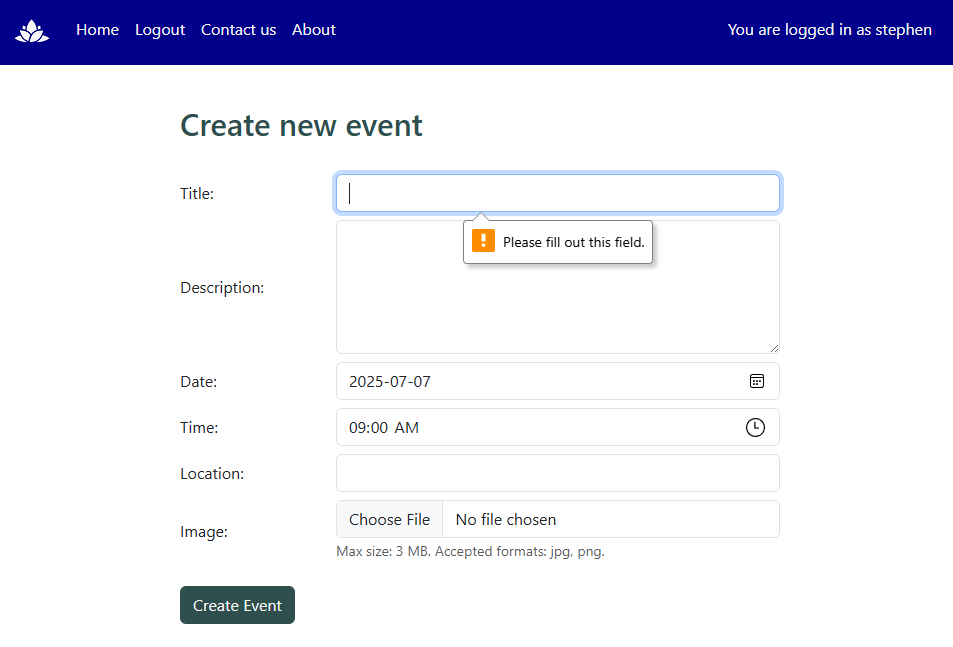 Home Logout Contact us About You are logged in as stephen
Create new event
Title:
Please fill out this field.
Description:
Date: 2025-07-07
Time: 09:00 AM
Location:
Image: Choose File No file chosen
Max size: 3 MB. Accepted formats: jpg, png.
Create Event